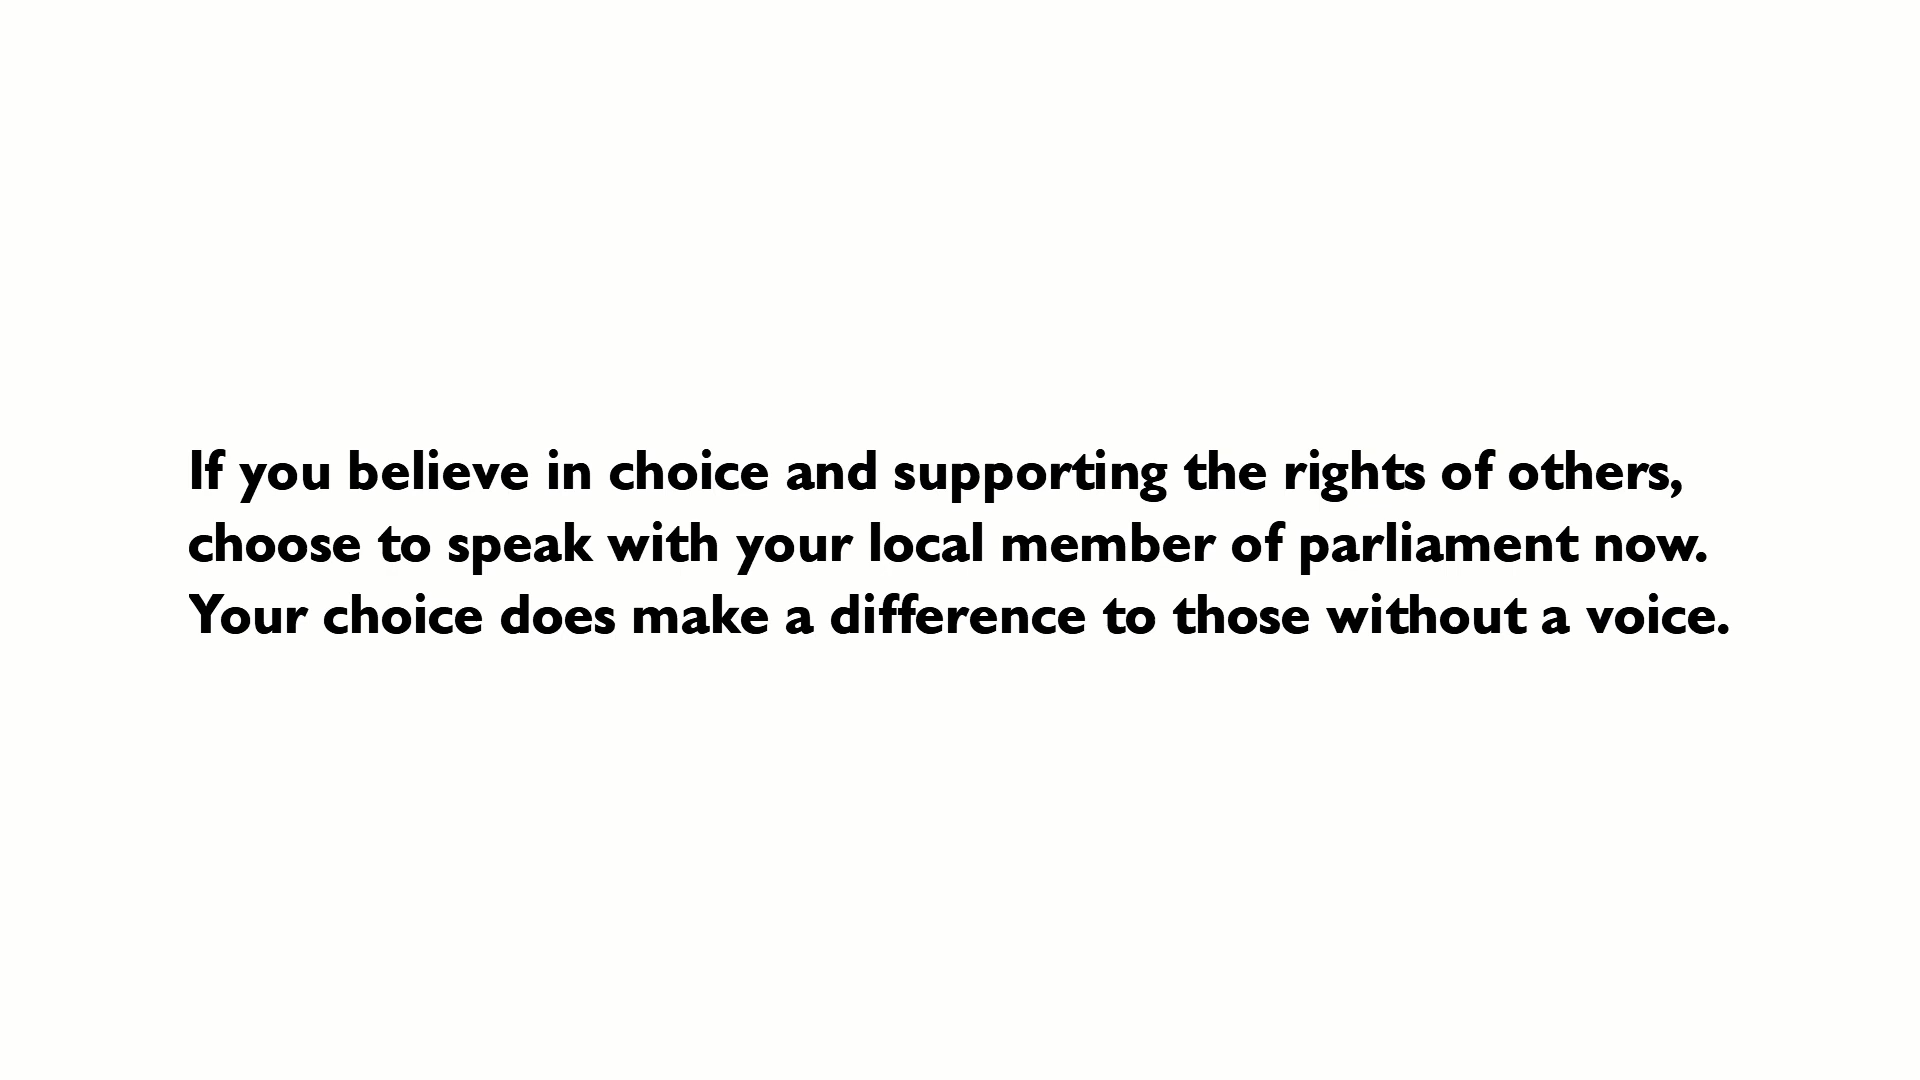 If you believe in choice and supporting the rights of others,
choose to speak with your local member of parliament now.
Your choice does make a difference to those without a voice.